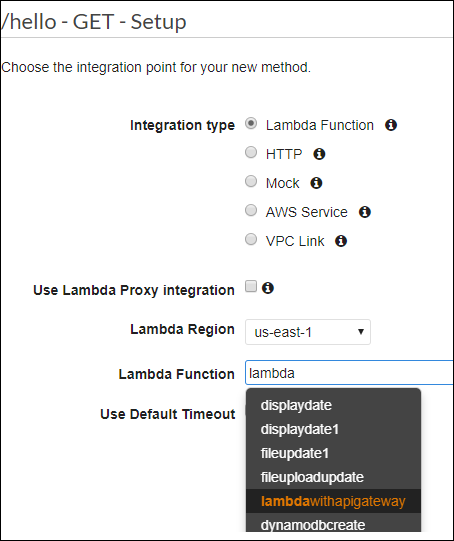 /hello - GET - Setup
Choose the integration point for your new method.
Integration type
Lambda Function
HTTP
Mock
AWS Service
VPC Link
Use Lambda Proxy integration
Lambda Region
us-east-1
Lambda Function
lambda
Use Default Timeout
displaydate
displaydate1
fileupdate1
fileuploadupdate
lambdawithapigateway
dynamodbcreate